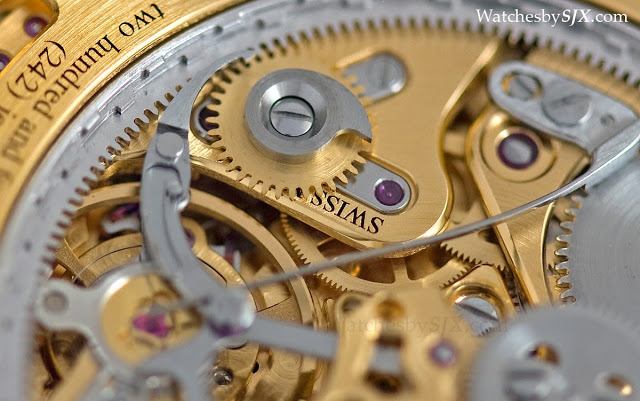 WatchesbySJX.com
two hundred and
(242)
SWISS
WatchesbySJX.com